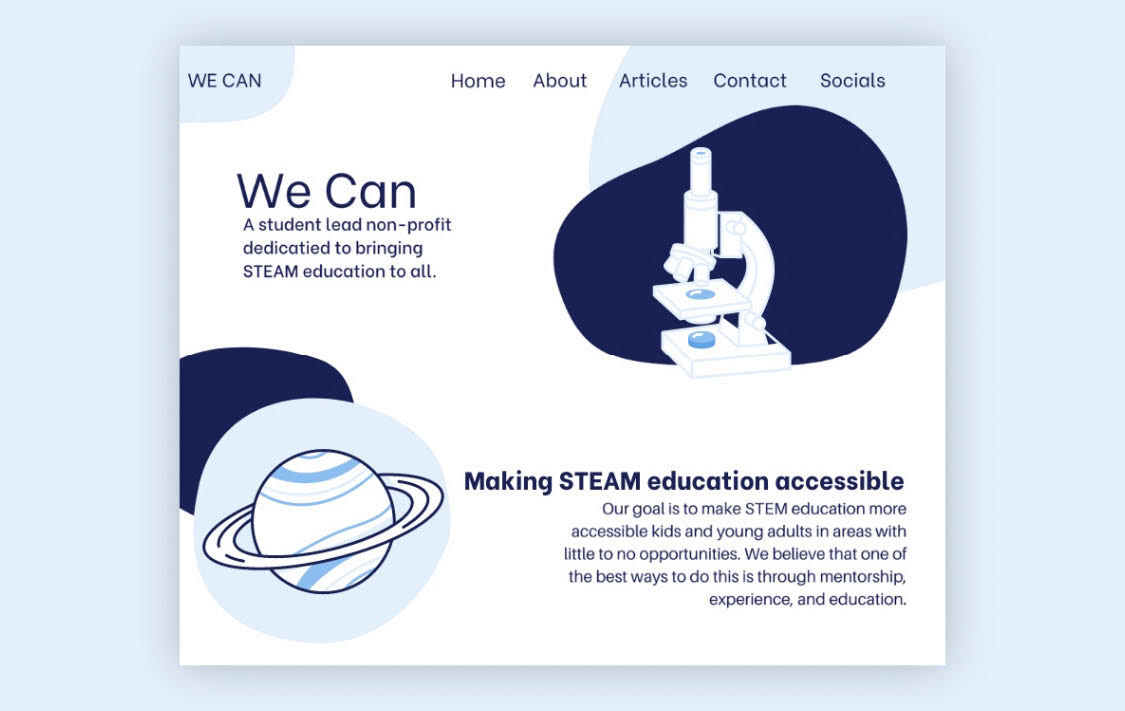 WE CAN
Home About Articles Contact Socials
We Can
A student lead non-profit
dedicatied to bringing
STEAM education to all.
Making STEAM education accessible
Our goal is to make STEM education more
accessible kids and young adults in areas with
little to no opportunities. We believe that one of
the best ways to do this is through mentorship,
experience, and education.